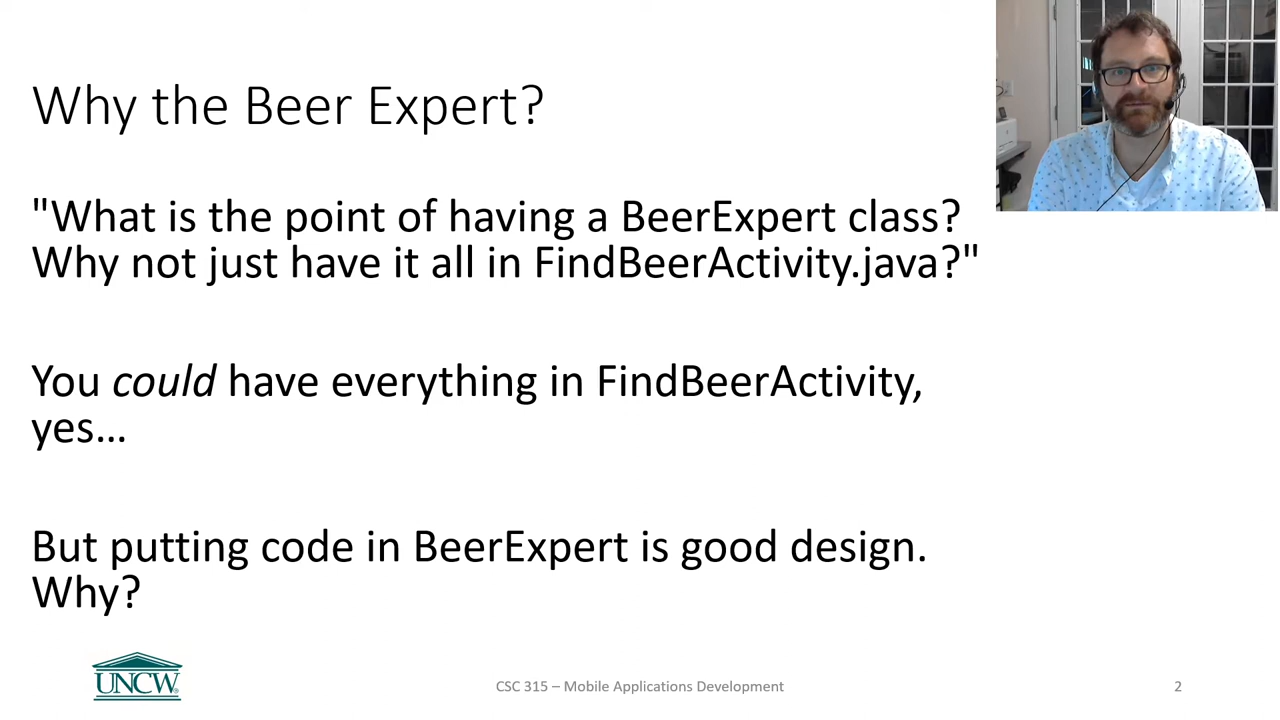 Why the Beer Expert?
"What is the point of having a BeerExpert class?
Why not just have it all in FindBeerActivity.java?"
You could have everything in FindBeerActivity,
yes…
But putting code in BeerExpert is good design.
Why?
UNCW
CSC 315 – Mobile Applications Development
2